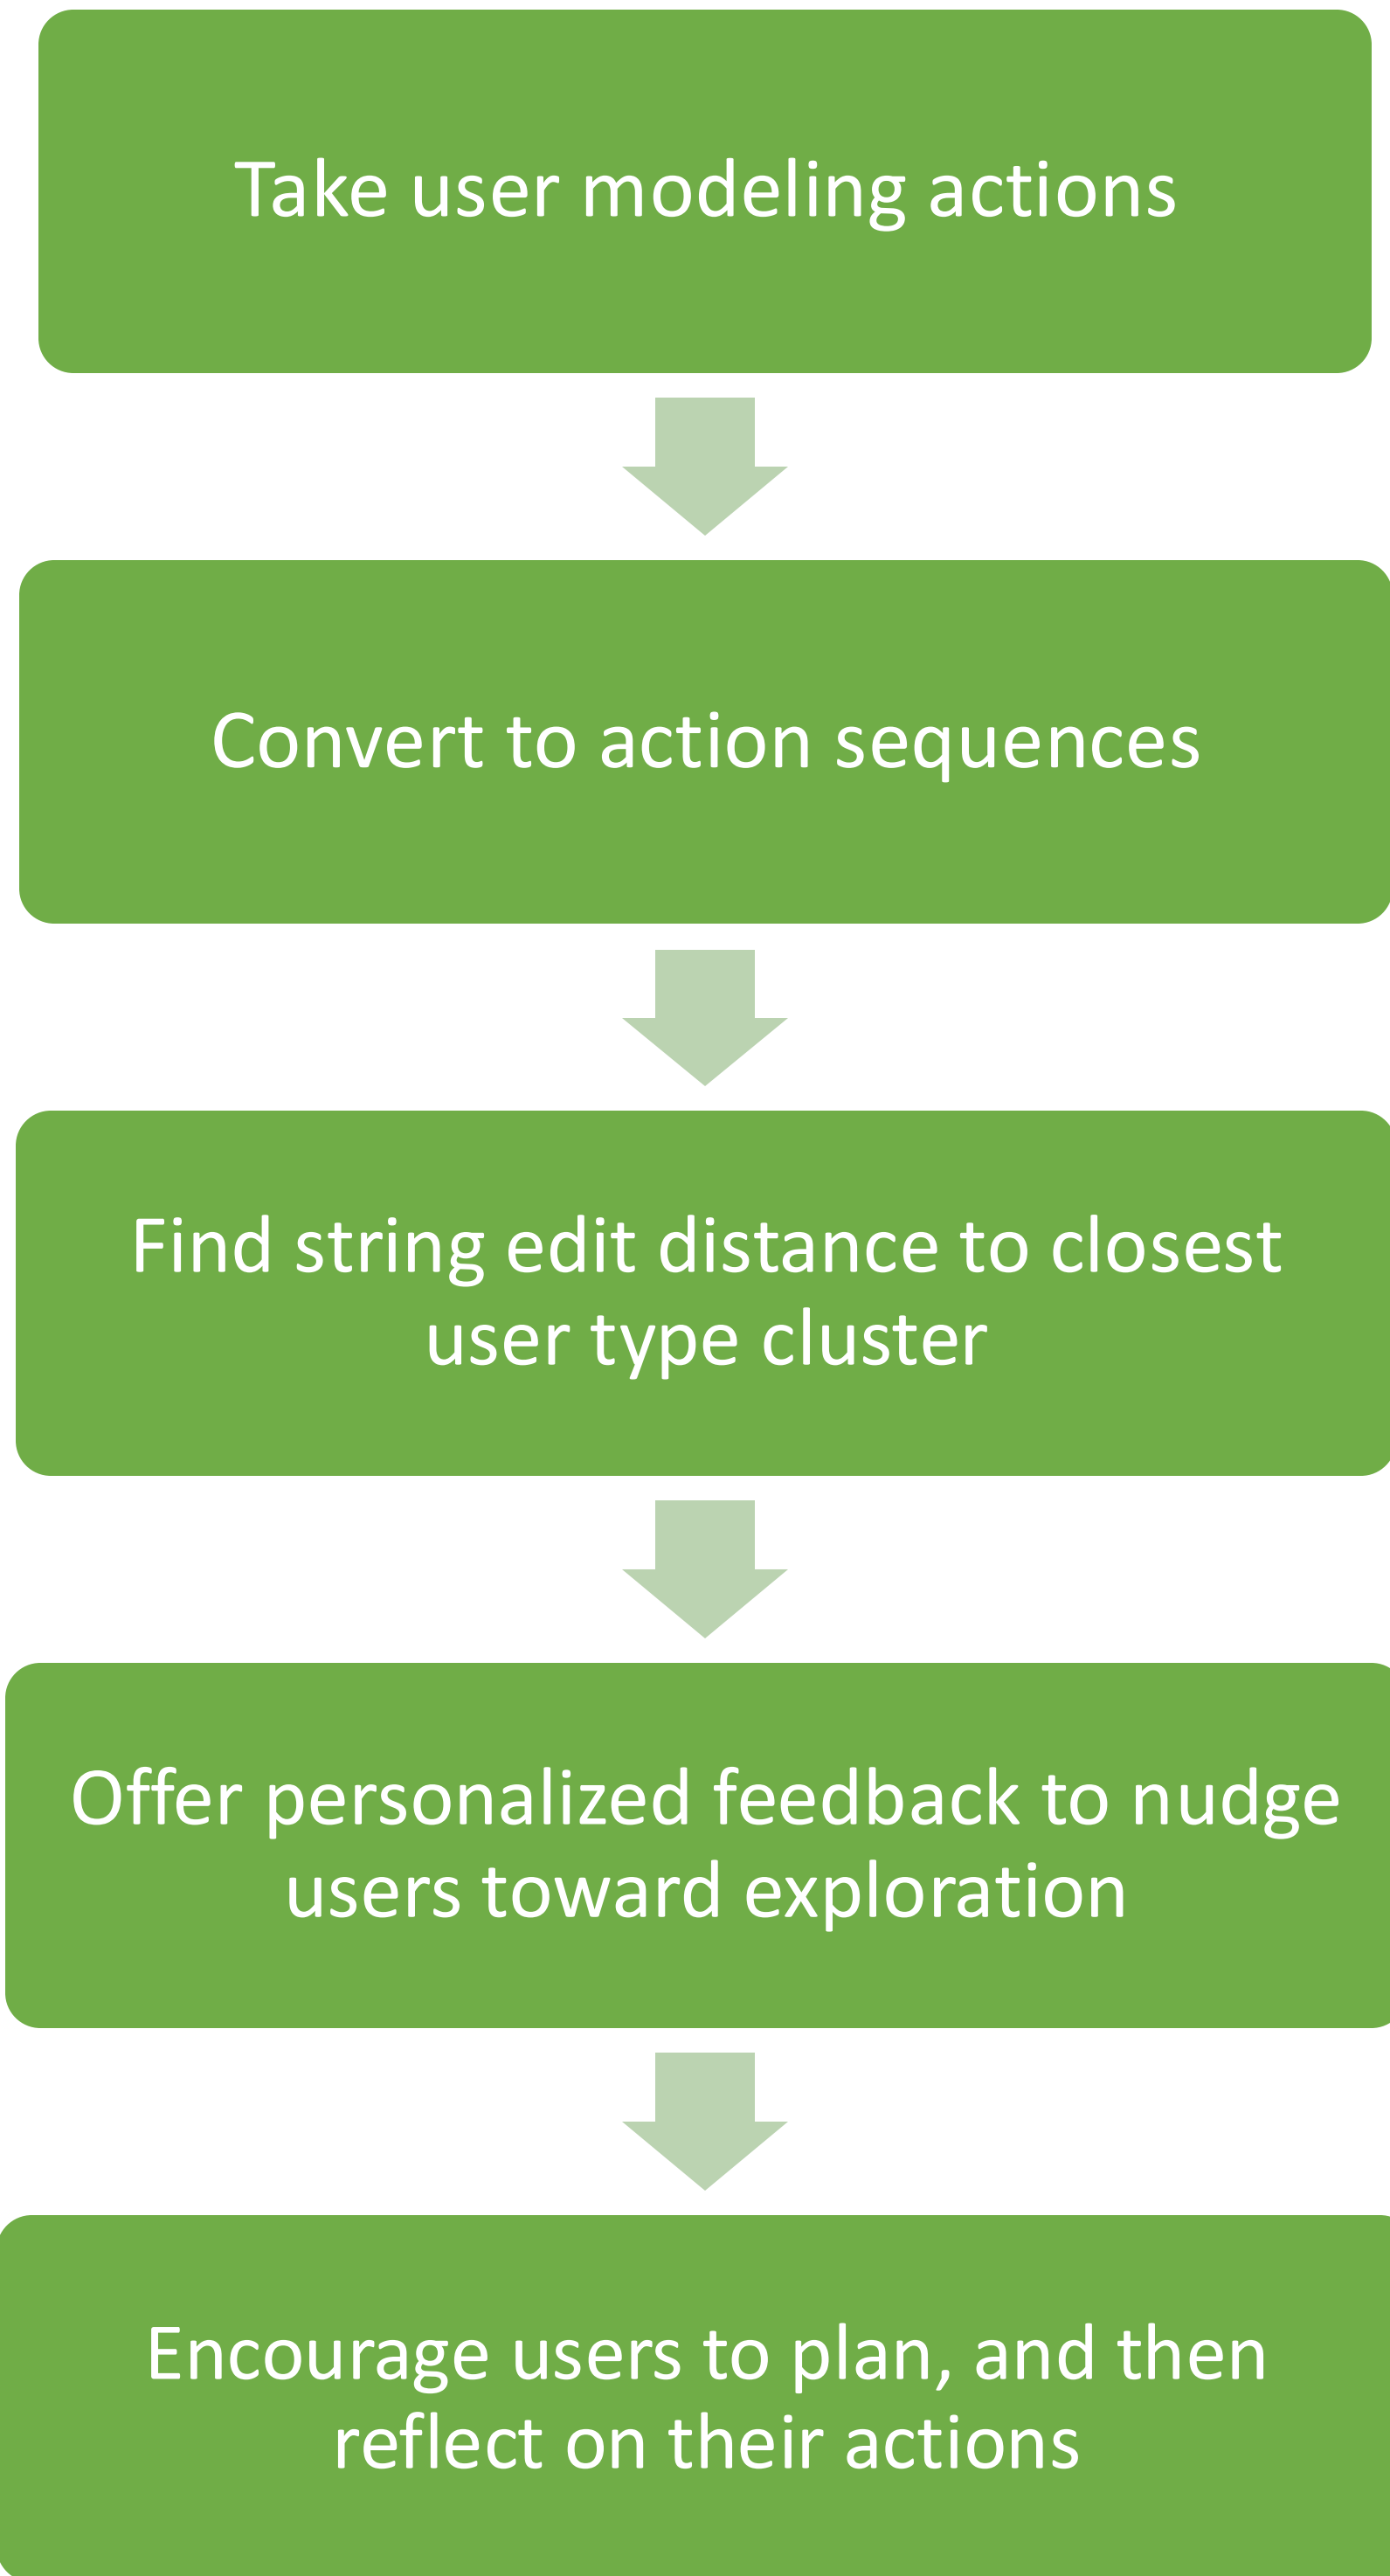 Take user modeling actions
Convert to action sequences
Find string edit distance to closest
user type cluster
Offer personalized feedback to nudge
users toward exploration
Encourage users to plan, and then
reflect on their actions